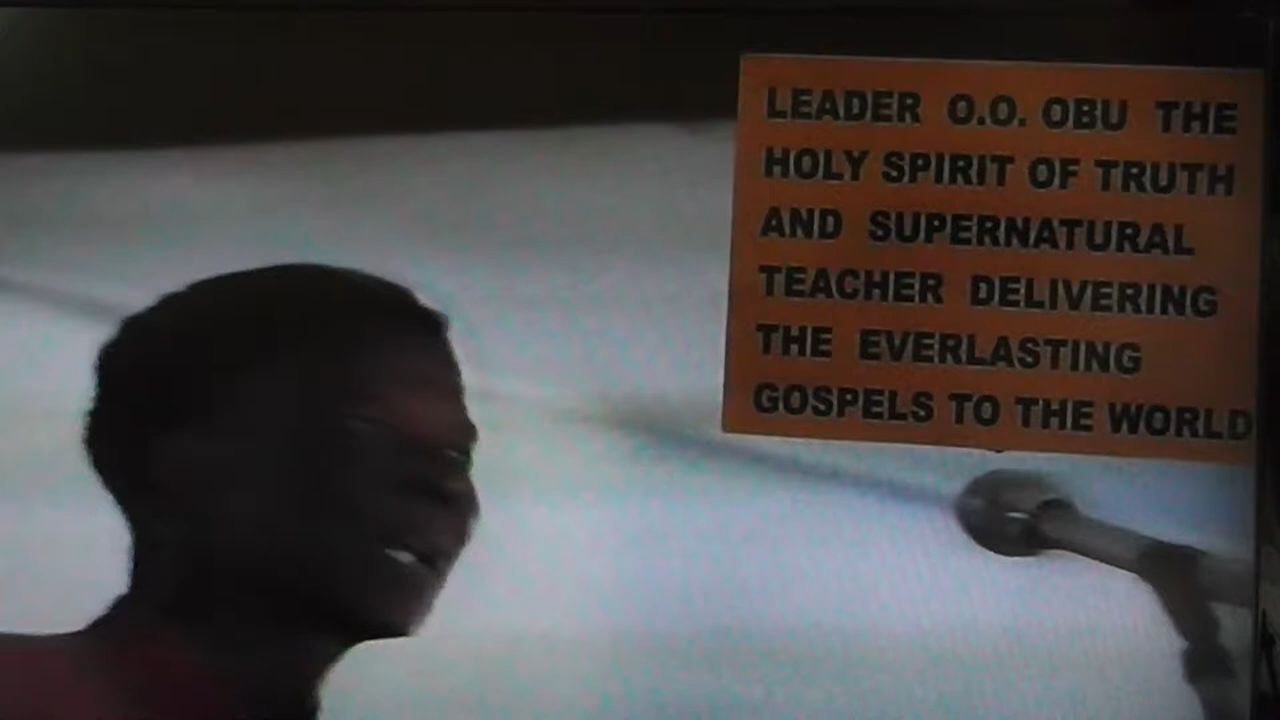 LEADER O.O. OBU THE
HOLY SPIRIT OF TRUTH
AND SUPERNATURAL
TEACHER DELIVERING
THE EVERLASTING
GOSPELS TO THE WORLD